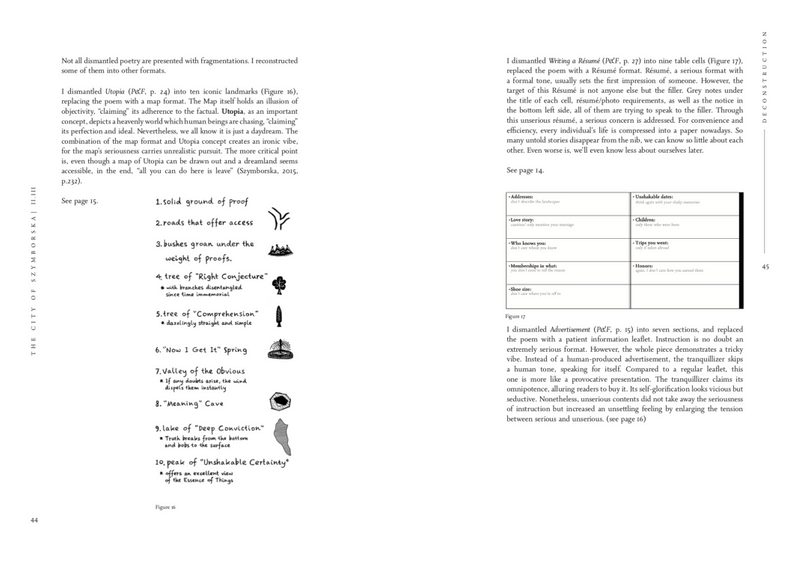 THE CITY OF SZYMBORSKA| II.III
Not all dismantled poetry are presented with fragmentations. I reconstructed
some of them into other formats.
I dismantled Utopia (P&F, p. 24) into ten iconic landmarks (Figure 16),
replacing the poem with a map format. The Map itself holds an illusion of
objectivity, “claiming” its adherence to the factual. Utopia, as an important
concept, depicts a heavenly world which human beings are chasing, “claiming”
its perfection and ideal. Nevertheless, we all know it is just a daydream. The
combination of the map format and Utopia concept creates an ironic vibe,
for the map’s seriousness carries unrealistic pursuit. The more critical point
is, even though a map of Utopia can be drawn out and a dreamland seems
accessible, in the end, “all you can do here is leave” (Szymborska, 2015,
p.232).
See page 15.
1. solid ground of proof
2. roads that offer access
3. bushes groan under the
weight of proofs.
4. tree of "Right Conjecture"
* with branches disentangled
since time immemorial
5. tree of "Comprehension"
* dazzlingly straight and simple
6. "Now I Get It" Spring
7. Valley of the Obvious
* If any doubts arise, the wind
dispels them instantly
8. "Meaning" Cave
9. lake of "Deep Conviction"
* Truth breaks from the bottom
and bobs to the surface
10. peak of "Unshakable Certainty"
* offers an excellent view
of the Essence of Things
Figure 16
44
DECONSTRUCTION
I dismantled Writing a Résumé (P&F, p. 27) into nine table cells (Figure 17),
replaced the poem with a Résumé format. Résumé, a serious format with
a formal tone, usually sets the first impression of someone. However, the
target of this Résumé is not anyone else but the filler. Grey notes under
the title of each cell, résumé/photo requirements, as well as the notice in
the bottom left side, all of them are trying to speak to the filler. Through
this unserious résumé, a serious concern is addressed. For convenience and
efficiency, every individual’s life is compressed into a paper nowadays. So
many untold stories disappear from the nib, we can know so little about each
other. Even worse is, we’ll even know less about ourselves later.
See page 14.
• Addresses:
don't describe the landscapes
• Unshakable dates:
• Love story:
• Children:
only those who were born
• Who knows you:
don't care whom you know
• Trips you went:
only if taken abroad
• Memberships in what:
• Honors:
• Shoe size:
Figure 17
I dismantled Advertisement (P&F, p. 15) into seven sections, and replaced
the poem with a patient information leaflet. Instruction is no doubt an
extremely serious format. However, the whole piece demonstrates a tricky
vibe. Instead of a human-produced advertisement, the tranquillizer skips
a human tone, speaking for itself. Compared to a regular leaflet, this
one is more like a provocative presentation. The tranquillizer claims its
omnipotence, alluring readers to buy it. Its self-glorification looks vicious but
seductive. Nonetheless, unserious contents did not take away the seriousness
of instruction but increased an unsettling feeling by enlarging the tension
between serious and unserious. (see page 16)
45